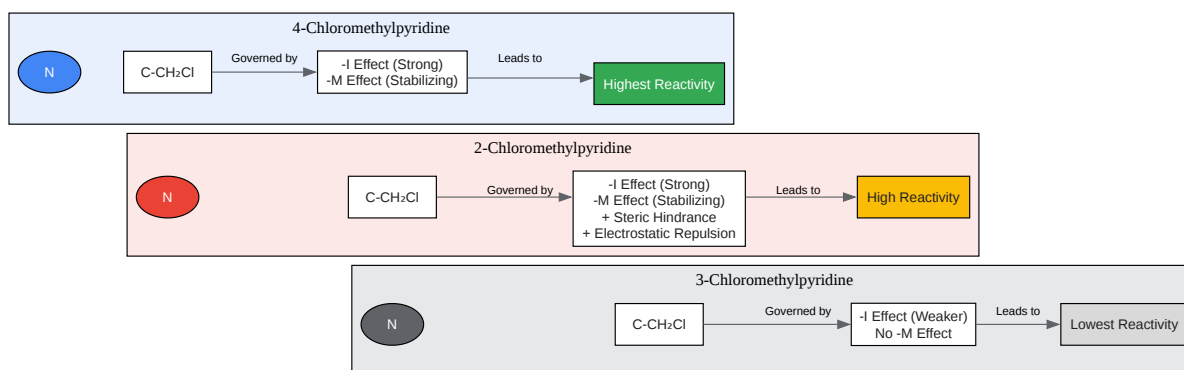 4-Chloromethylpyridine
N
C-CH₂Cl
Governed by
-I Effect (Strong)
-M Effect (Stabilizing)
Leads to
Highest Reactivity
2-Chloromethylpyridine
N
C-CH₂Cl
Governed by
-I Effect (Strong)
-M Effect (Stabilizing)
+ Steric Hindrance
+ Electrostatic Repulsion
Leads to
High Reactivity
3-Chloromethylpyridine
N
C-CH₂Cl
Governed by
-I Effect (Weaker)
No -M Effect
Leads to
Lowest Reactivity